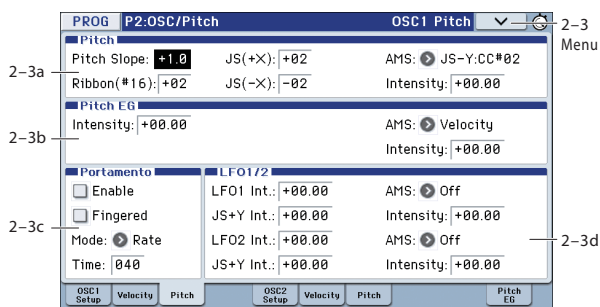 PROG P2:OSC/Pitch OSC1 Pitch
2–3
Menu
Pitch
Pitch Slope: +1.0 JS(+X): +02 AMS: JS-Y:CC#02
2–3a
Ribbon(#16): +02 JS(-X): -02 Intensity: +00.00
Pitch EG
Intensity: +00.00 AMS: Velocity
2–3b
Intensity: +00.00
Portamento LFO1/2
Enable LFO1 Int.: +00.00 AMS: Off
Fingered JS+Y Int.: +00.00 Intensity: +00.00
2–3c
Mode: Rate LFO2 Int.: +00.00 AMS: Off
2–3d
Time: 040 JS+Y Int.: +00.00 Intensity: +00.00
OSC1 Setup Velocity Pitch OSC2 Setup Velocity Pitch Pitch EG